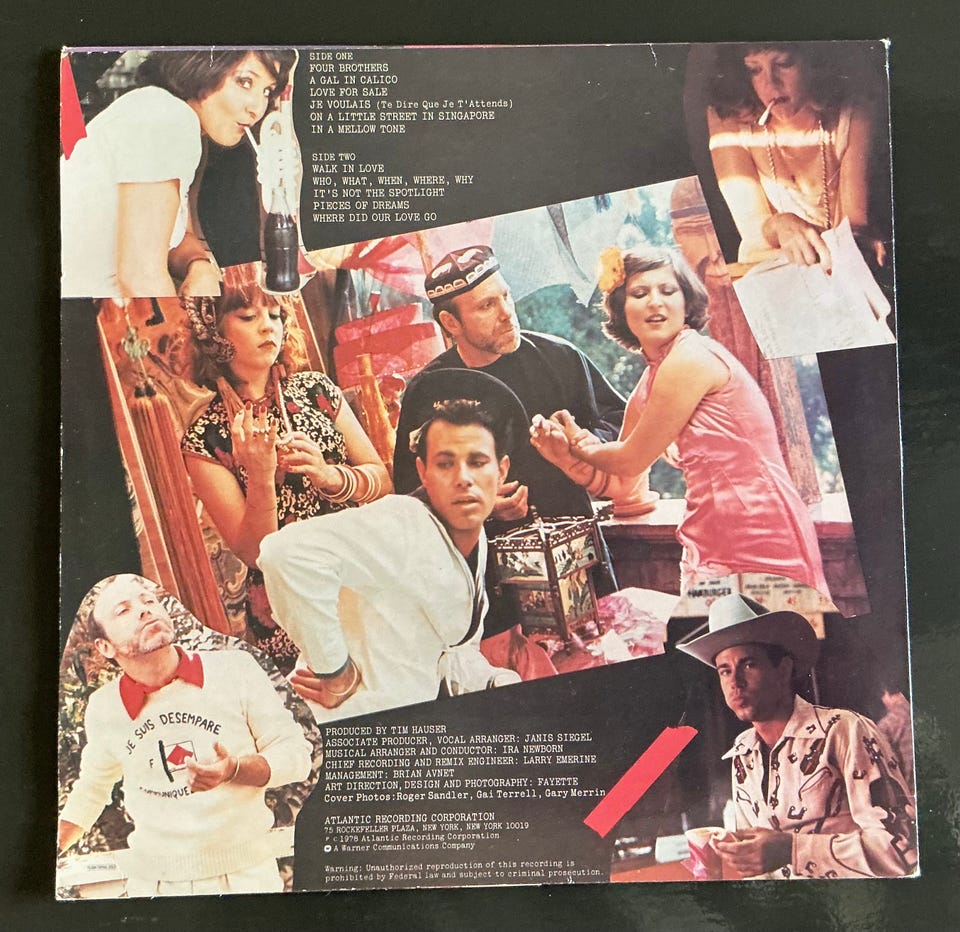 SIDE ONE
FOUR BROTHERS
A GAL IN CALICO
LOVE FOR SALE
JE VOULAIS (Te Dire Que Je T'Attends)
ON A LITTLE STREET IN SINGAPORE
IN A MELLOW TONE
SIDE TWO
WALK IN LOVE
WHO, WHAT, WHEN, WHERE, WHY
IT'S NOT THE SPOTLIGHT
PIECES OF DREAMS
WHERE DID OUR LOVE GO
HAMBURGER
JE SUIS DESEMPARE
F
PRODUCED BY TIM HAUSER
ASSOCIATE PRODUCER, VOCAL ARRANGER: JANIS SIEGEL
MUSICAL ARRANGER AND CONDUCTOR: IRA NEWBORN
CHIEF RECORDING AND REMIX ENGINEER: LARRY EMERINE
MANAGEMENT: BRIAN AVNET
ART DIRECTION, DESIGN AND PHOTOGRAPHY: FAYETTE
Cover Photos: Roger Sandler, Gai Terrell, Gary Merrin
ATLANTIC RECORDING CORPORATION
75 ROCKEFELLER PLAZA, NEW YORK, NEW YORK 10019
P © 1978 Atlantic Recording Corporation
A Warner Communications Company
Warning: Unauthorized reproduction of this recording is
prohibited by Federal law and subject to criminal prosecution.